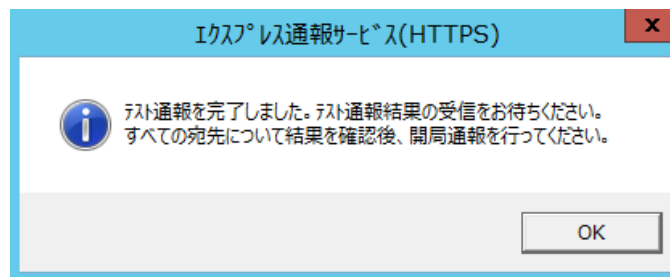 ｴｸｽﾌﾟﾚｽ通報ｻｰﾋﾞｽ(HTTPS)
x
ﾃｽﾄ通報を完了しました。ﾃｽﾄ通報結果の受信をお待ちください。
すべての宛先について結果を確認後、開局通報を行ってください。
OK